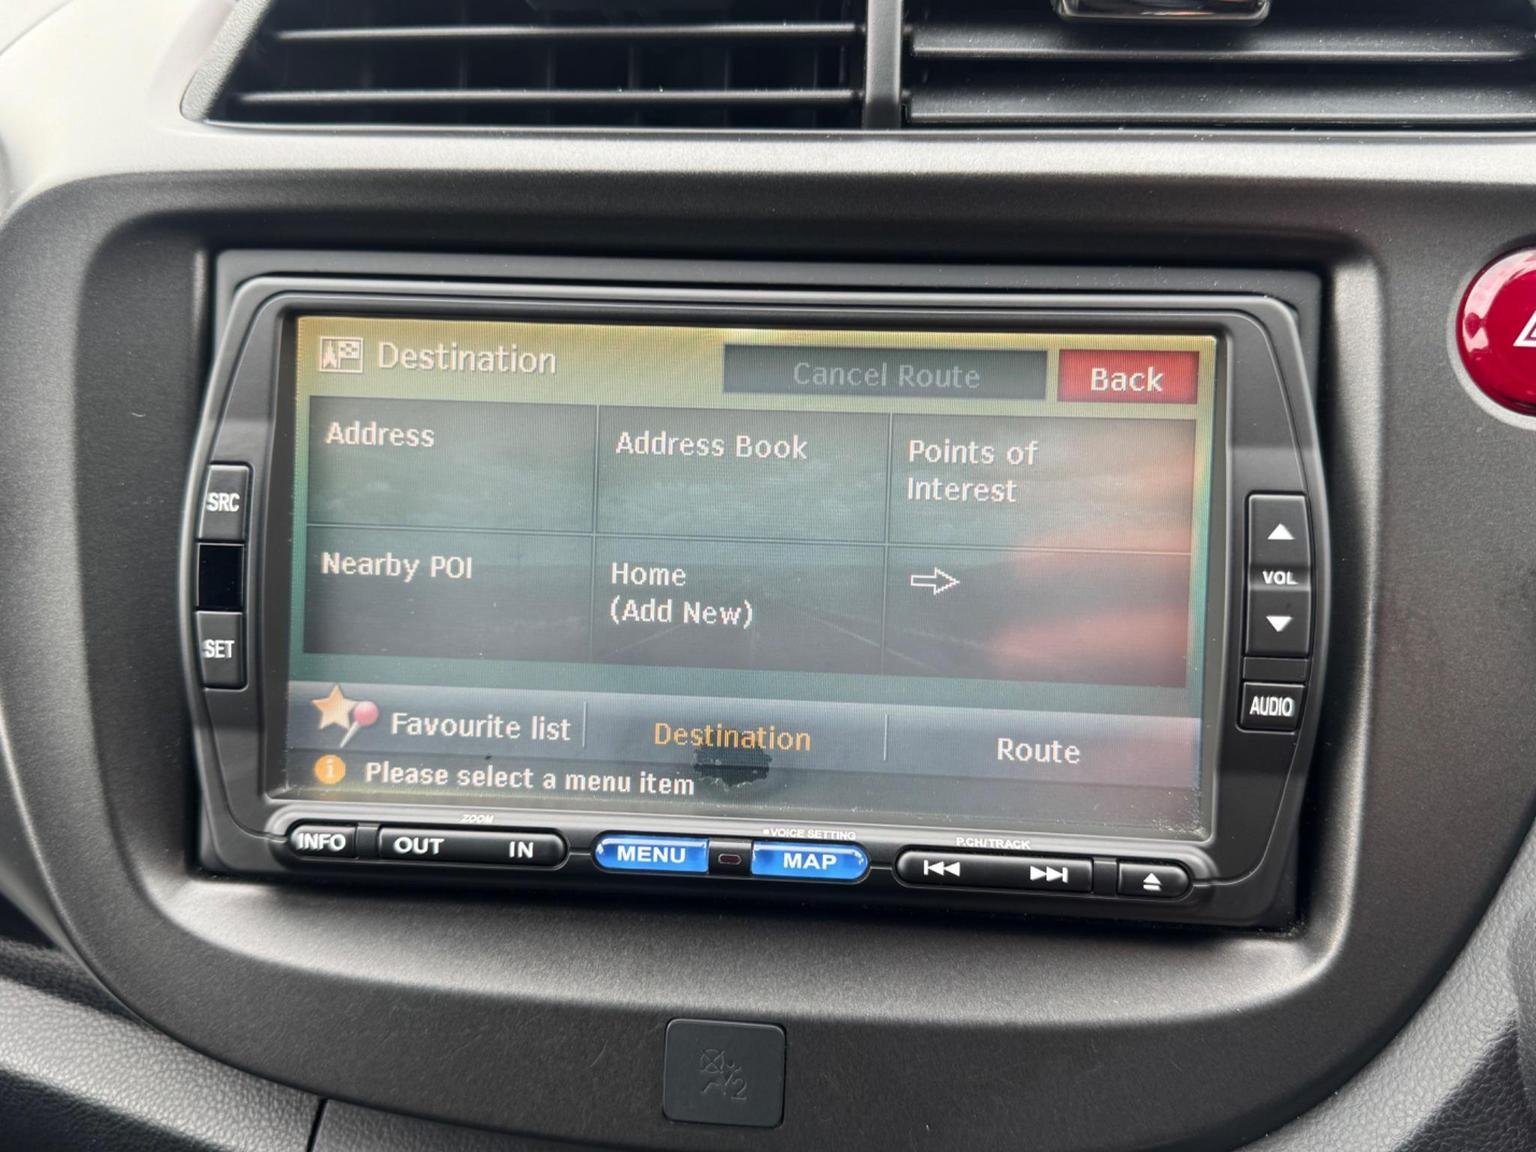 Destination
Cancel Route
Back
Address
Address Book
Points of
Interest
Nearby POI
Home
(Add New)
Favourite list
Destination
Route
Please select a menu item
SRC
SET
VOL
AUDIO
INFO
ZOOM
OUT
IN
MENU
VOICE SETTING
MAP
P.CH/TRACK
2